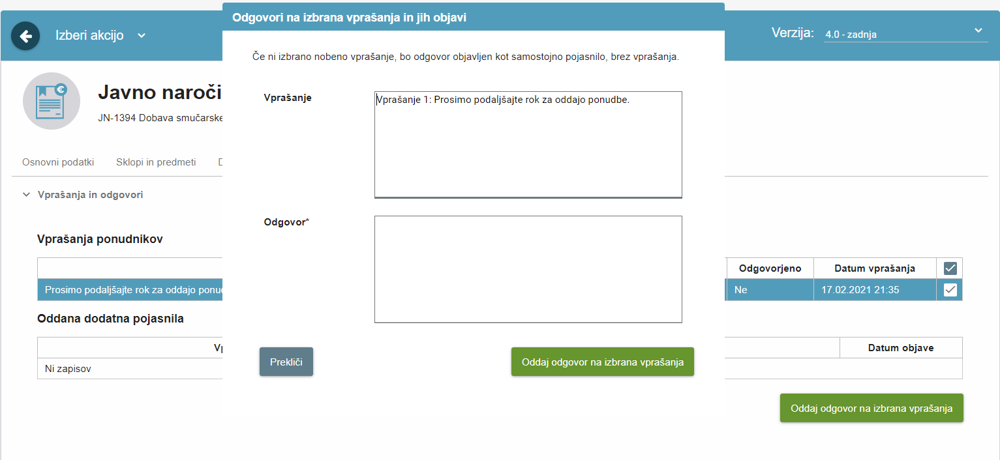 Odgovori na izbrana vprašanja in jih objavi
Izberi akcijo
Verzija: 4.0 - zadnja
Če ni izbrano nobeno vprašanje, bo odgovor objavljen kot samostojno pojasnilo, brez vprašanja.
Javno naroči
JN-1394 Dobava smučarske
Vprašanje
Vprašanje 1: Prosimo podaljšajte rok za oddajo ponudbe.
Osnovni podatki Sklopi in predmeti
Vprašanja in odgovori
Odgovor*
Vprašanja ponudnikov
Odgovorjeno Datum vprašanja
Prosimo podaljšajte rok za oddajo ponud Ne 17.02.2021 21:35
Oddana dodatna pojasnila
Datum objave
Ni zapisov
Prekliči Oddaj odgovor na izbrana vprašanja
Oddaj odgovor na izbrana vprašanja